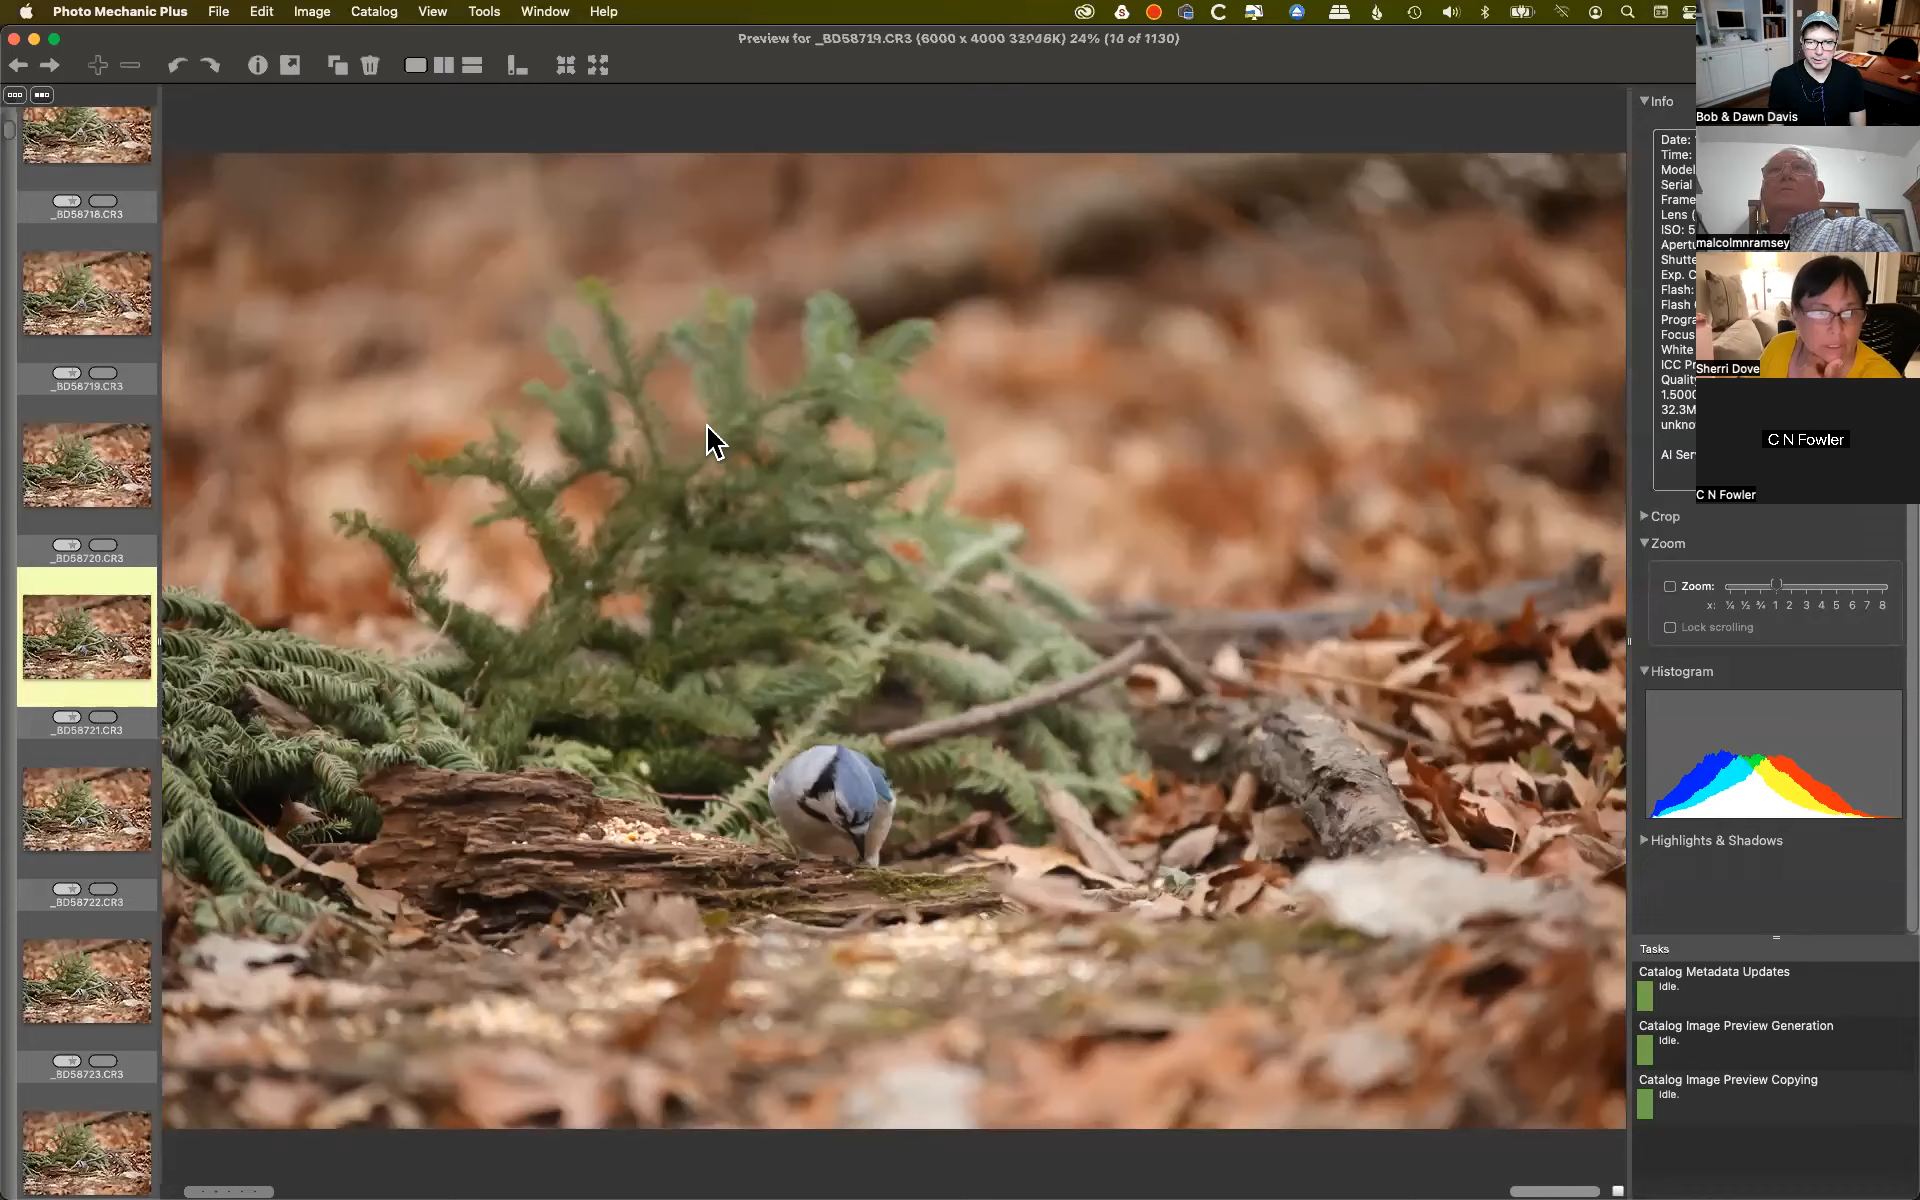 Photo Mechanic Plus File Edit Image Catalog View Tools Window Help
Preview for _BD58719.CR3 (6000 x 4000 32046K) 24% (14 of 1130)
_BD58718.CR3
_BD58719.CR3
_BD58720.CR3
_BD58721.CR3
_BD58722.CR3
_BD58723.CR3
Info
Date:
Time:
Model
Serial
Frame
Lens (
ISO: 5
Apertu
Shutte
Exp. C
Flash:
Flash
Progra
Focus
White
ICC Pr
Quality
1.5000
32.3M
unkno
AI Ser
Bob & Dawn Davis
malcolmnramsey
Sherri Dove
C N Fowler
C N Fowler
Crop
Zoom
Zoom:
x: ¼ ½ ¾ 1 2 3 4 5 6 7 8
Lock scrolling
Histogram
Highlights & Shadows
Tasks
Catalog Metadata Updates
Idle.
Catalog Image Preview Generation
Idle.
Catalog Image Preview Copying
Idle.